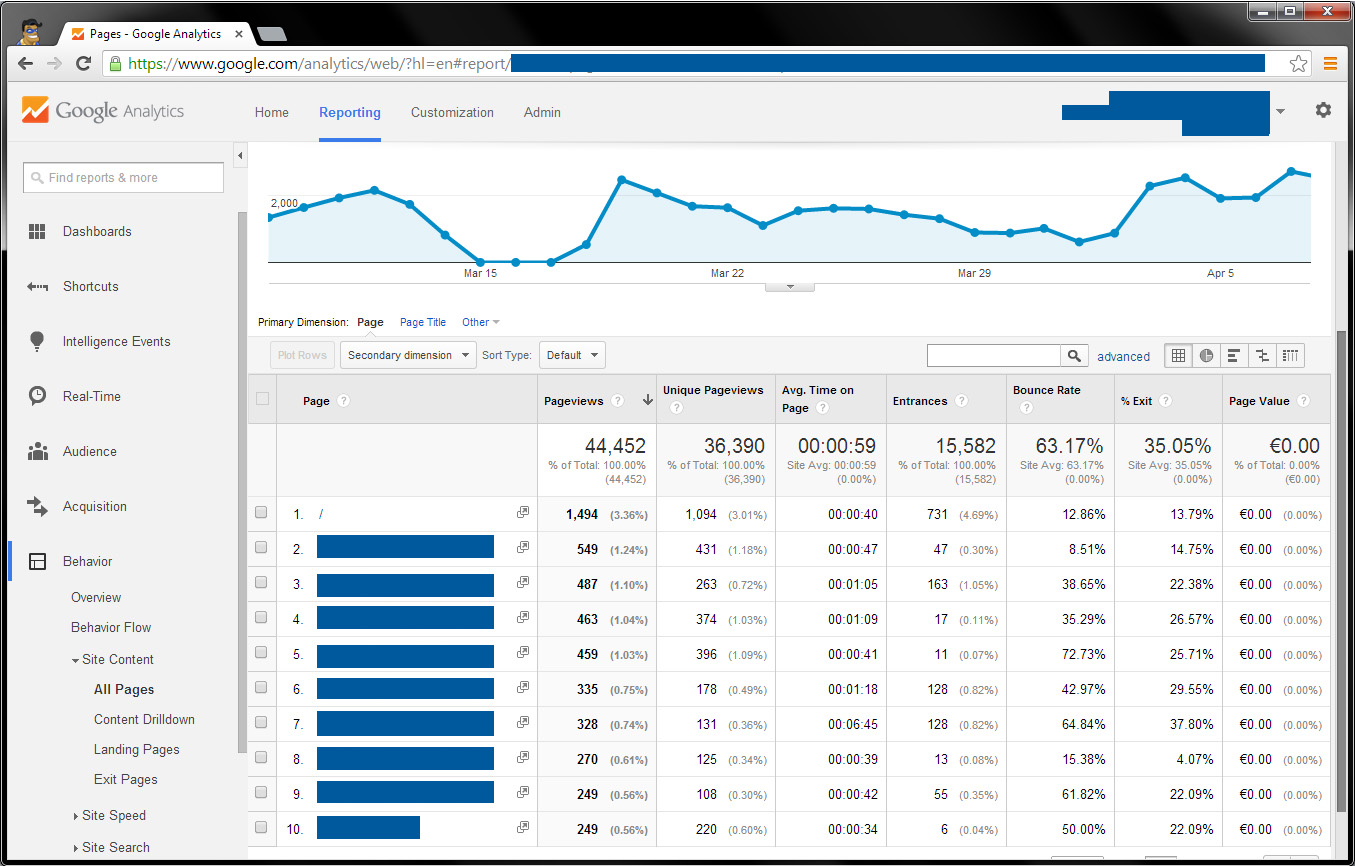 Pages - Google Analytics
https://www.google.com/analytics/web/?hl=en#report/
Google Analytics
Home Reporting Customization Admin
Find reports & more
Dashboards
Shortcuts
Intelligence Events
Real-Time
Audience
Acquisition
Behavior
Overview
Behavior Flow
Site Content
All Pages
Content Drilldown
Landing Pages
Exit Pages
Site Speed
Site Search
2,000
Mar 15 Mar 22 Mar 29 Apr 5
Primary Dimension: Page Page Title Other
Plot Rows Secondary dimension Sort Type: Default advanced
Page ? Pageviews ? Unique Pageviews ? Avg. Time on Page ? Entrances ? Bounce Rate ? % Exit ? Page Value ?
44,452 36,390 00:00:59 15,582 63.17% 35.05% €0.00
% of Total: 100.00% % of Total: 100.00% Site Avg: 00:00:59 % of Total: 100.00% Site Avg: 63.17% Site Avg: 35.05% % of Total: 0.00%
(44,452) (36,390) (0.00%) (15,582) (0.00%) (0.00%) (€0.00)
1. / 1,494 (3.36%) 1,094 (3.01%) 00:00:40 731 (4.69%) 12.86% 13.79% €0.00 (0.00%)
2. 549 (1.24%) 431 (1.18%) 00:00:47 47 (0.30%) 8.51% 14.75% €0.00 (0.00%)
3. 487 (1.10%) 263 (0.72%) 00:01:05 163 (1.05%) 38.65% 22.38% €0.00 (0.00%)
4. 463 (1.04%) 374 (1.03%) 00:01:09 17 (0.11%) 35.29% 26.57% €0.00 (0.00%)
5. 459 (1.03%) 396 (1.09%) 00:00:41 11 (0.07%) 72.73% 25.71% €0.00 (0.00%)
6. 335 (0.75%) 178 (0.49%) 00:01:18 128 (0.82%) 42.97% 29.55% €0.00 (0.00%)
7. 328 (0.74%) 131 (0.36%) 00:06:45 128 (0.82%) 64.84% 37.80% €0.00 (0.00%)
8. 270 (0.61%) 125 (0.34%) 00:00:39 13 (0.08%) 15.38% 4.07% €0.00 (0.00%)
9. 249 (0.56%) 108 (0.30%) 00:00:42 55 (0.35%) 61.82% 22.09% €0.00 (0.00%)
10. 249 (0.56%) 220 (0.60%) 00:00:34 6 (0.04%) 50.00% 22.09% €0.00 (0.00%)